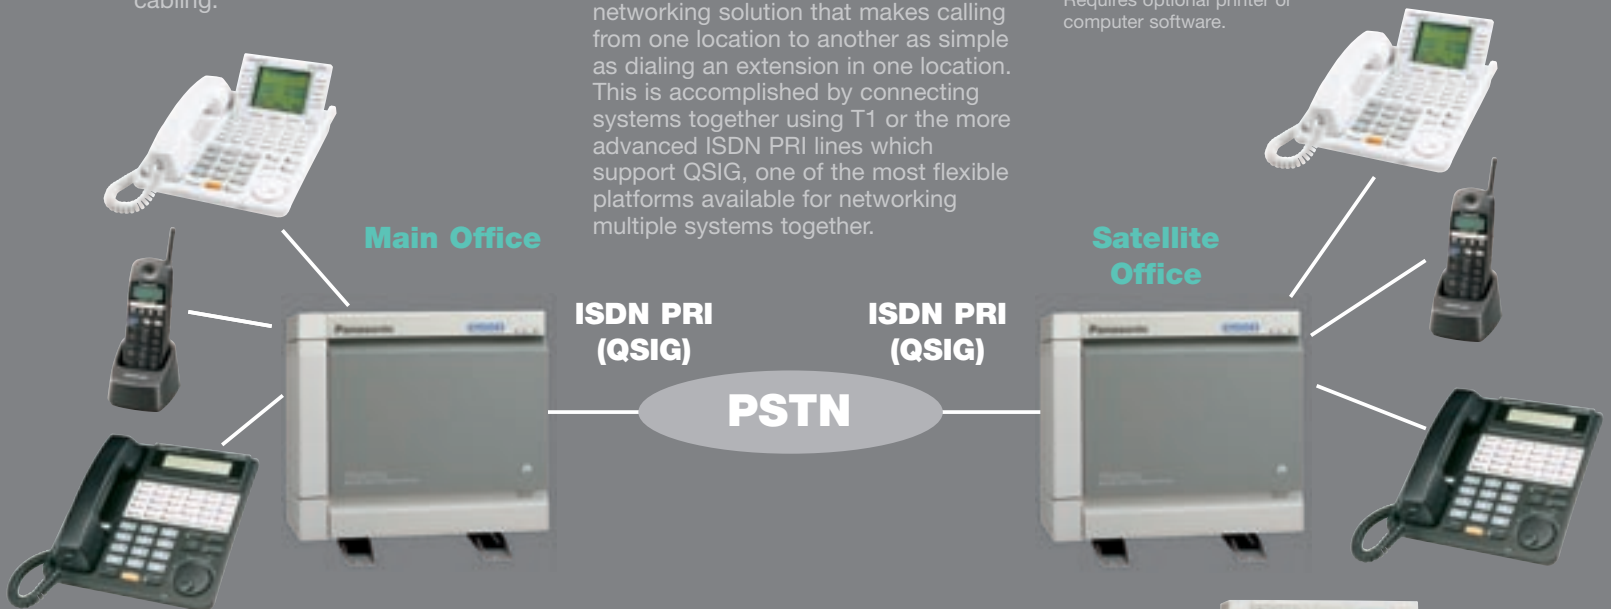 cabling.
networking solution that makes calling
from one location to another as simple
as dialing an extension in one location.
This is accomplished by connecting
systems together using T1 or the more
advanced ISDN PRI lines which
support QSIG, one of the most flexible
platforms available for networking
multiple systems together.
Requires optional printer or
computer software.
Main Office
Satellite
Office
ISDN PRI
(QSIG)
ISDN PRI
(QSIG)
PSTN
Panasonic
Panasonic